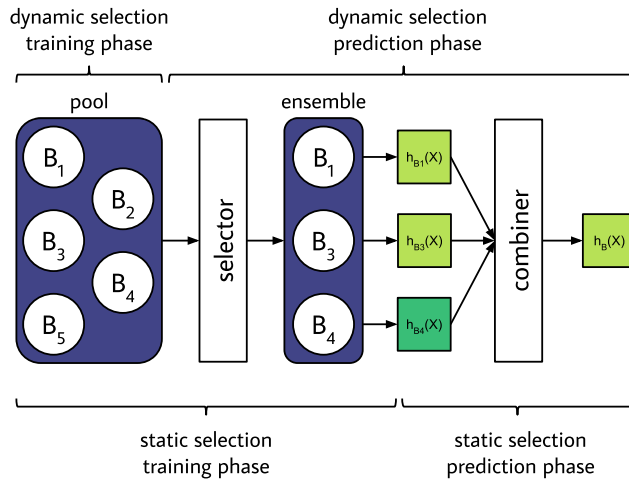 dynamic selection
training phase
dynamic selection
prediction phase
pool
ensemble
B1
B2
B3
B4
B5
selector
B1
B3
B4
hB1(X)
hB3(X)
hB4(X)
combiner
hB(X)
static selection
training phase
static selection
prediction phase